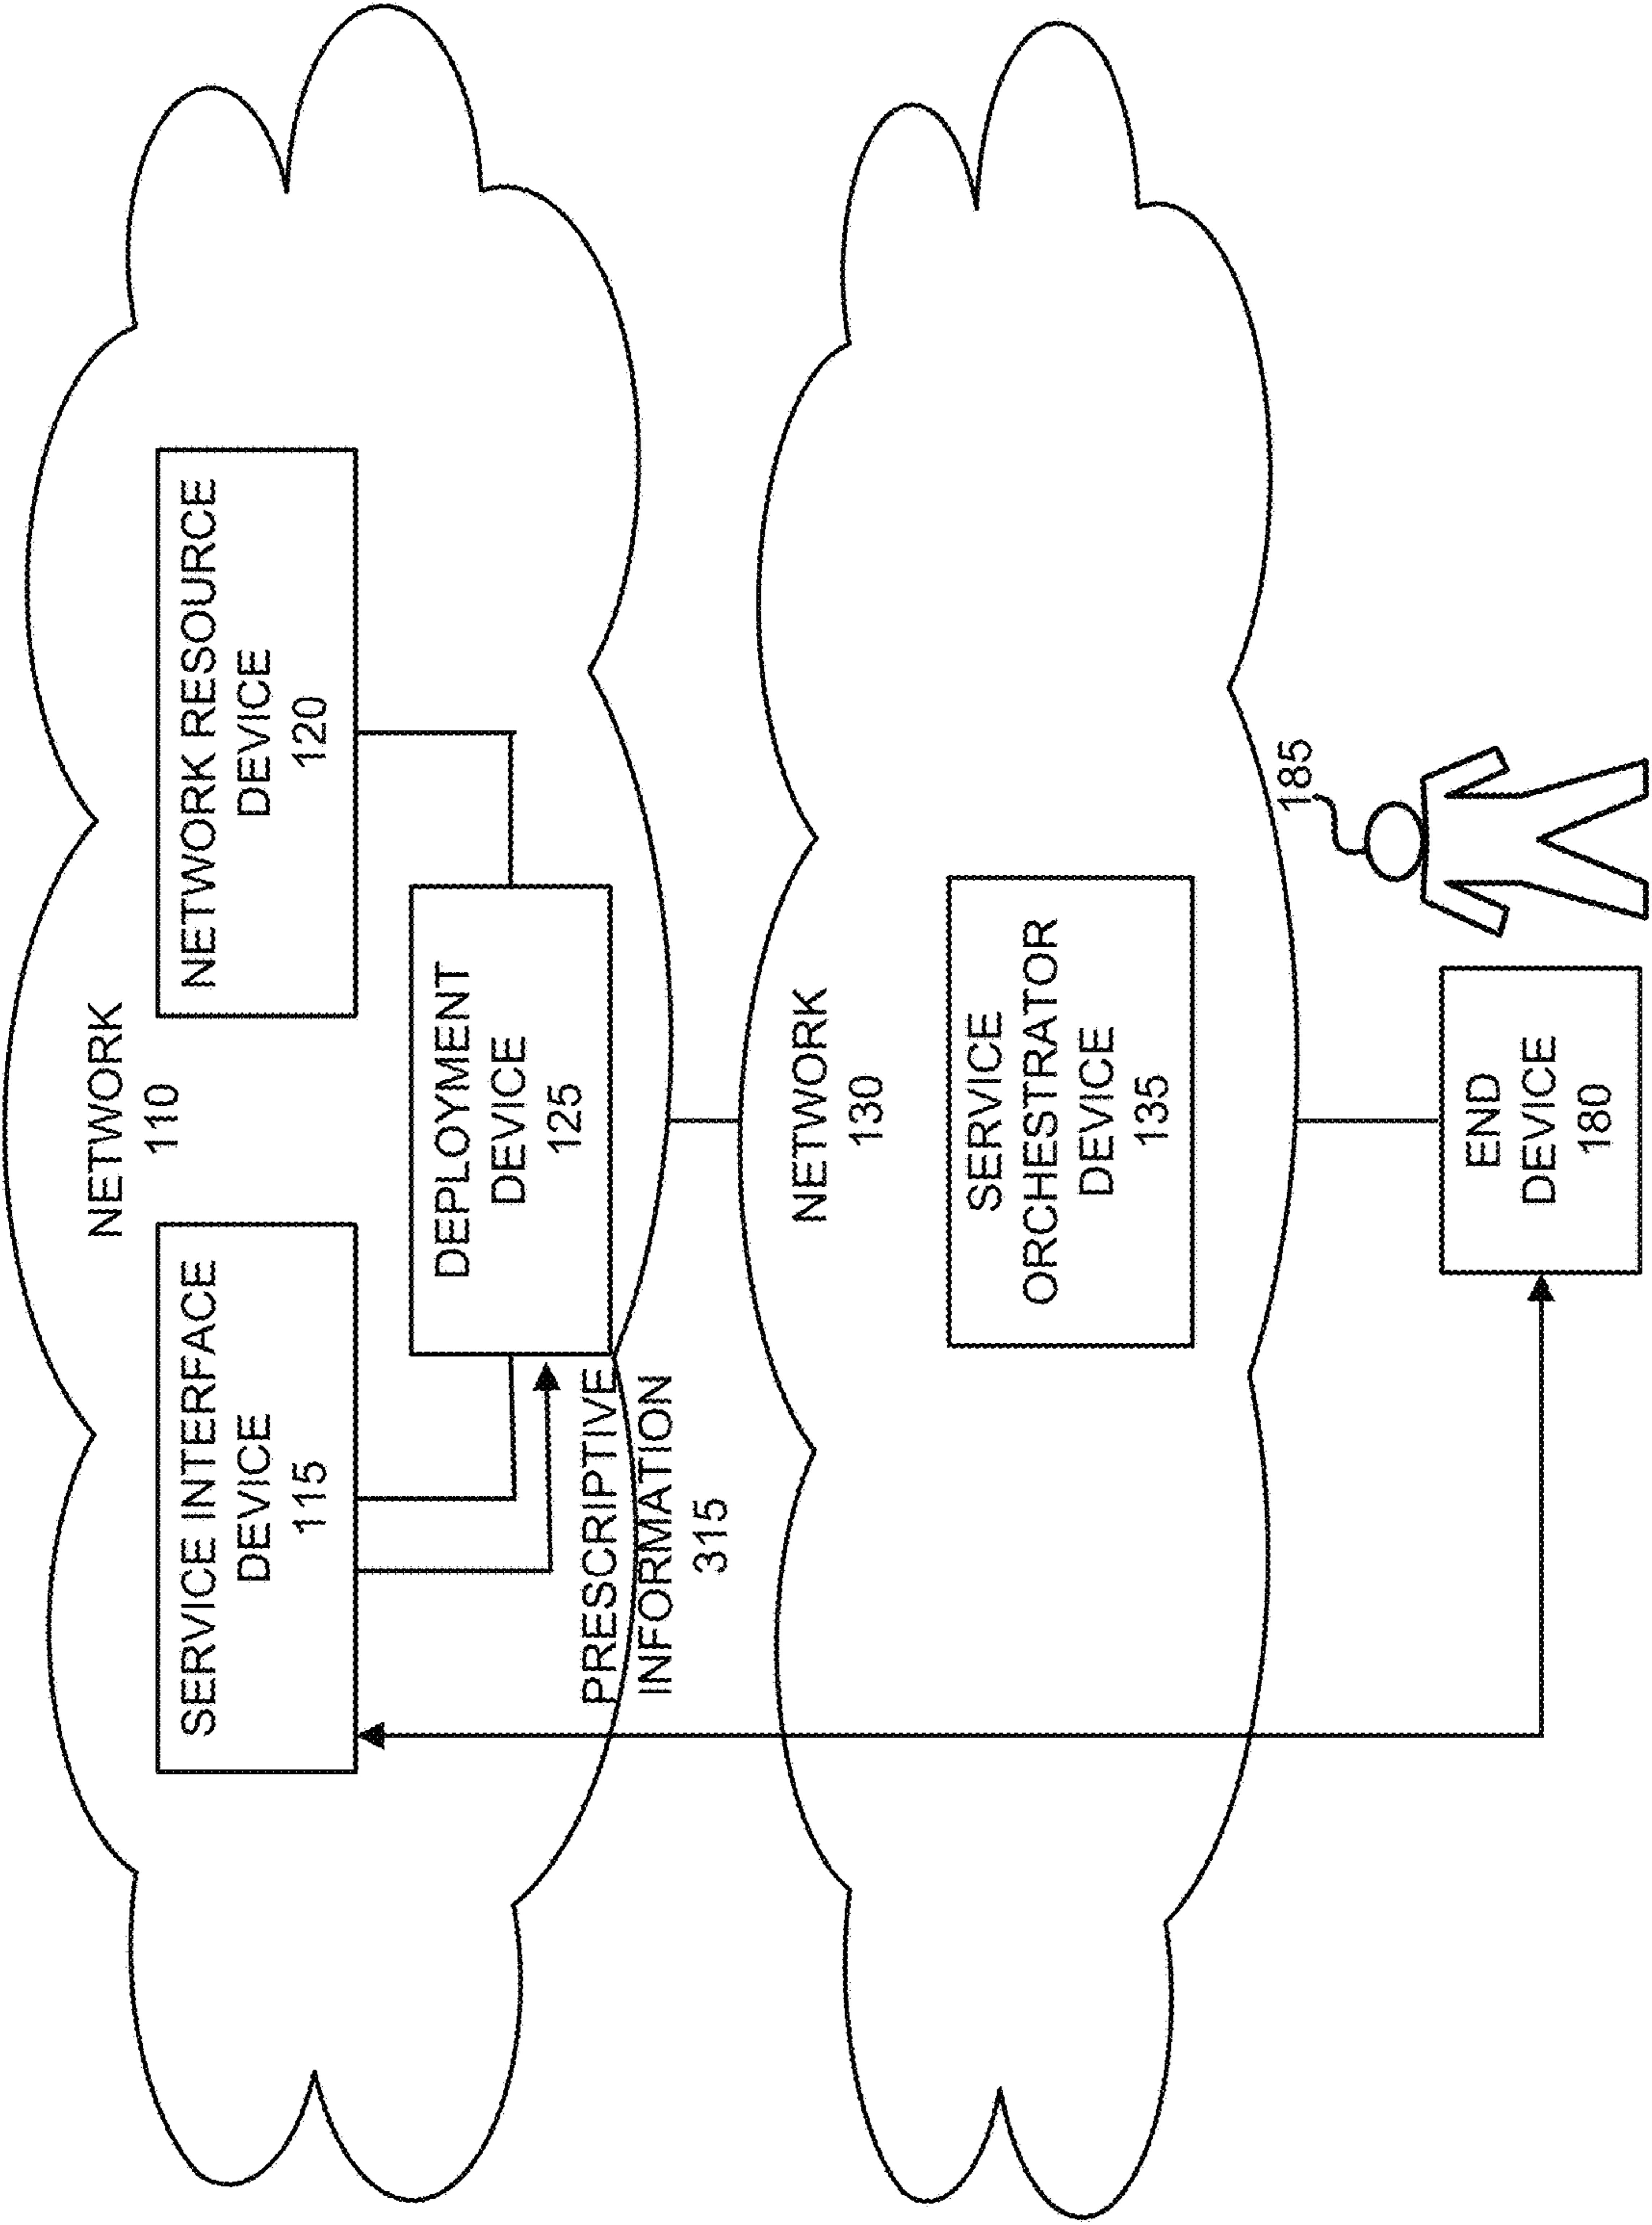 NETWORK
110
SERVICE INTERFACE
DEVICE
115
NETWORK RESOURCE
DEVICE
120
DEPLOYMENT
DEVICE
125
PRESCRIPTIVE
INFORMATION
315
NETWORK
130
SERVICE
ORCHESTRATOR
DEVICE
135
185
END
DEVICE
180